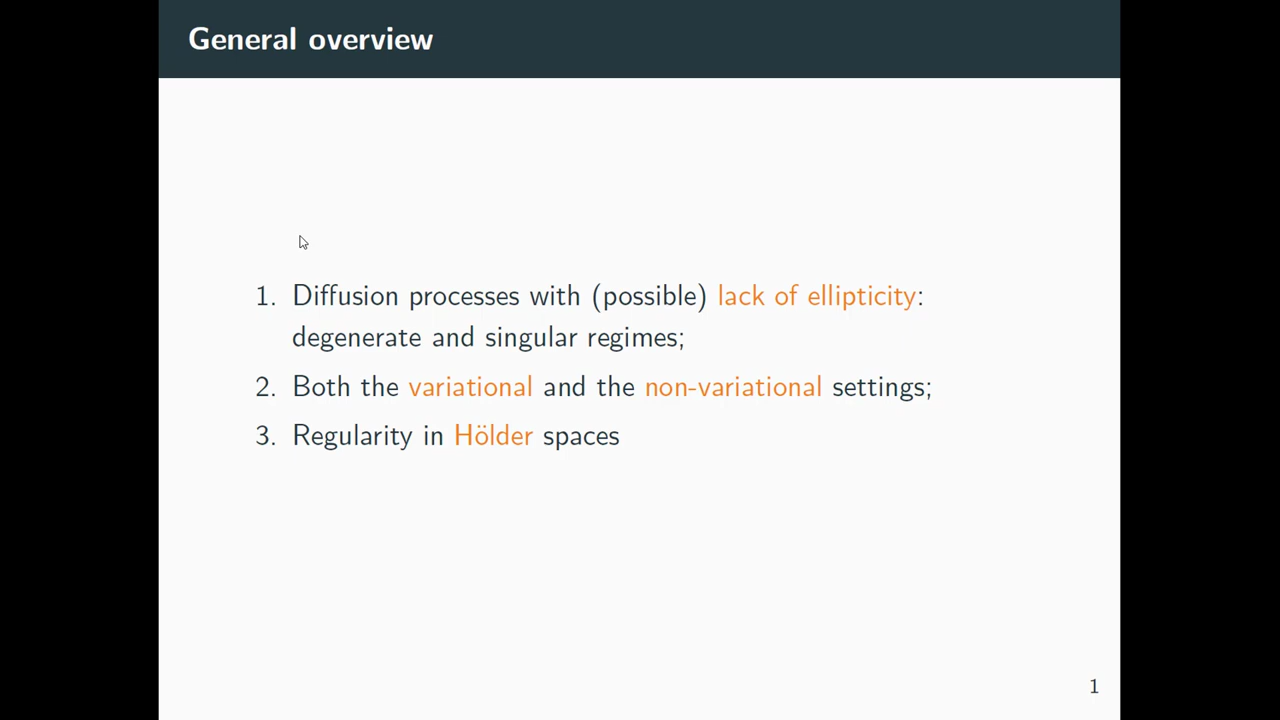 General overview
1. Diffusion processes with (possible) lack of ellipticity:
degenerate and singular regimes;
2. Both the variational and the non-variational settings;
3. Regularity in Hölder spaces
1